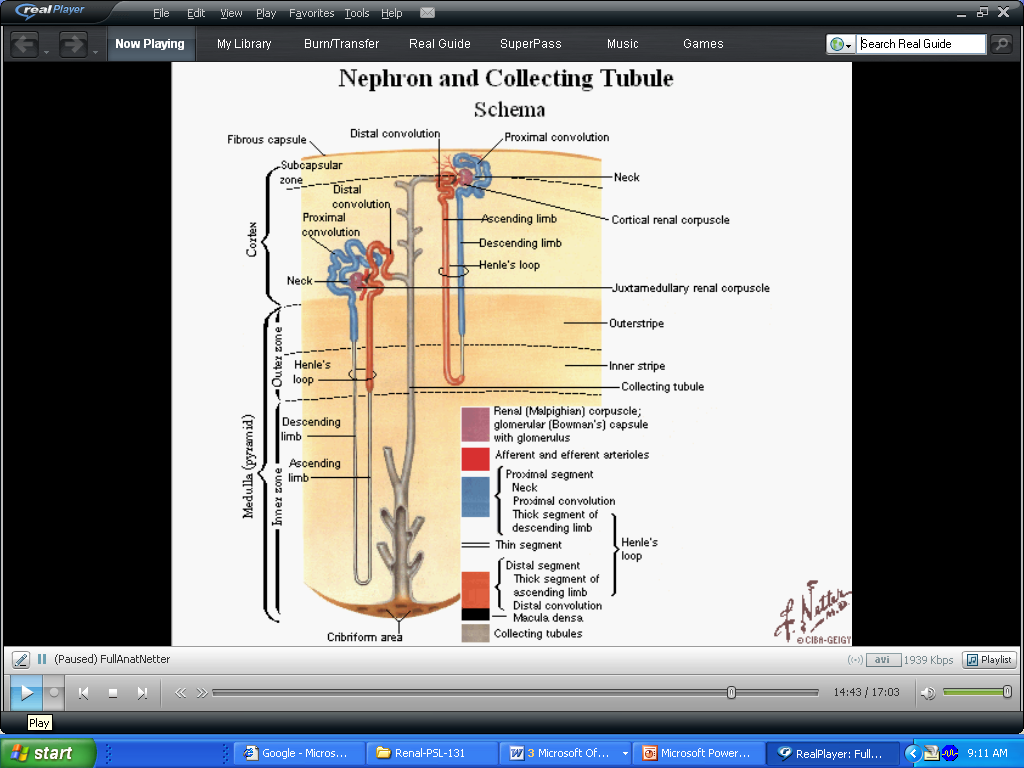 real Player
File Edit View Play Favorites Tools Help
Now Playing My Library Burn/Transfer Real Guide SuperPass Music Games Search Real Guide
Nephron and Collecting Tubule
Schema
Distal convolution
Proximal convolution
Fibrous capsule
Subcapsular
zone
Neck
Distal
convolution
Proximal
convolution
Cortex
Ascending limb
Cortical renal corpuscle
Descending limb
Henle's loop
Neck
Juxtamedullary renal corpuscle
Outerstripe
Outer zone
Inner stripe
Henle's
loop
Collecting tubule
Medulla (pyramid)
Inner zone
Descending
limb
Ascending
limb
Renal (Malpighian) corpuscle;
glomerular (Bowman's) capsule
with glomerulus
Afferent and efferent arterioles
Proximal segment
Neck
Proximal convolution
Thick segment of
descending limb
Thin segment
Henle's
loop
Distal segment
Thick segment of
ascending limb
Distal convolution
Macula densa
Collecting tubules
Cribriform area
F. Netter
M.D.
© CIBA-GEIGY
(Paused) FullAnatNetter
avi 1939 Kbps Playlist
14:43 / 17:03
Play
start Google - Micros... Renal-PSL-131 3 Microsoft Of... Microsoft Power... RealPlayer: Full... 9:11 AM